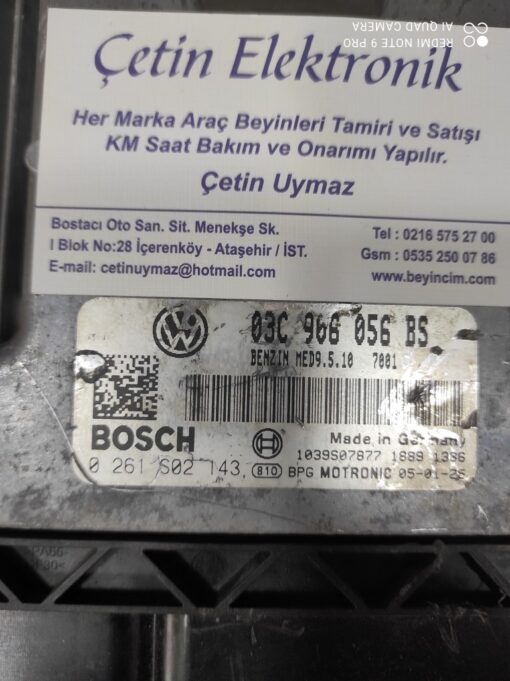 REDMI NOTE 9 PRO
AI QUAD CAMERA
Çetin Elektronik
Her Marka Araç Beyinleri Tamiri ve Satışı
KM Saat Bakım ve Onarımı Yapılır.
Çetin Uymaz
Bostacı Oto San. Sit. Menekşe Sk.
I Blok No:28 İçerenköy - Ataşehir / İST.
E-mail: cetinuymaz@hotmail.com
Tel : 0216 575 27 00
Gsm : 0535 250 07 86
www.beyincim.com
03C 906 056 BS
BENZIN MED9.5.10 7001
BOSCH
Made in Germany
1039S07877 1889 1336
0 261 S02 143
810 BPG MOTRONIC 05-01-26
PA66